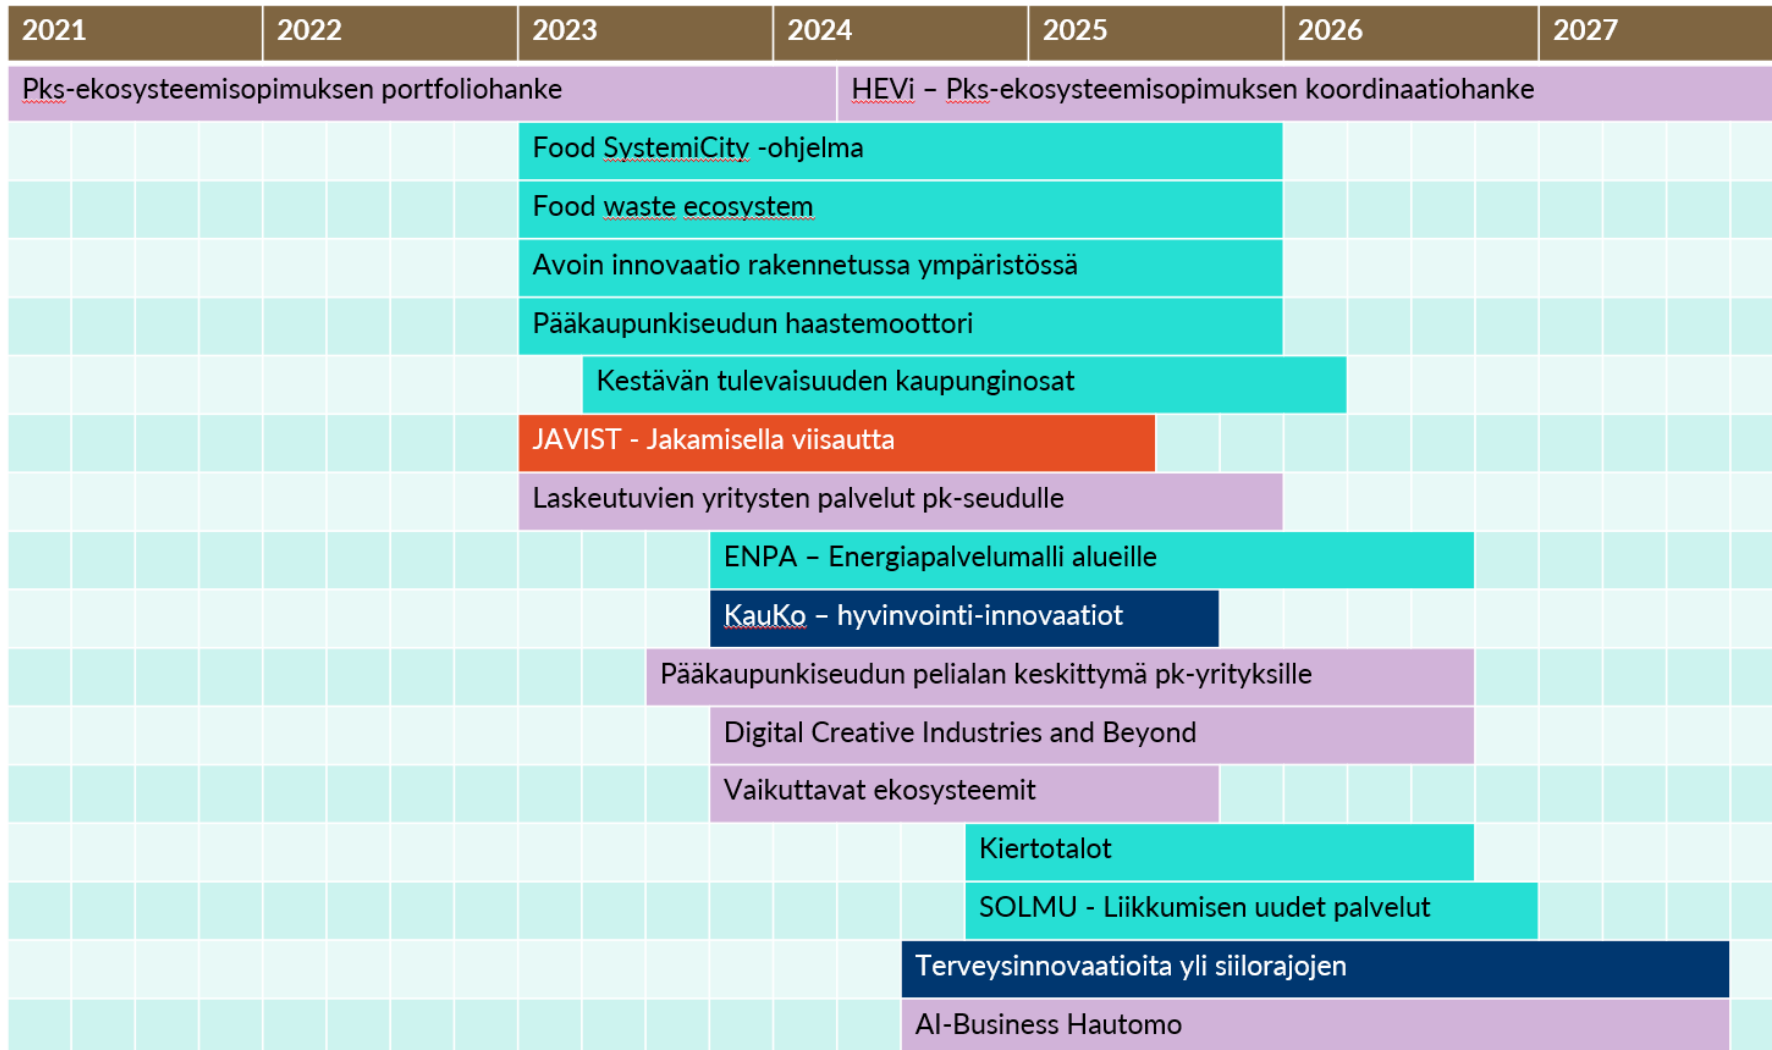 2021 2022 2023 2024 2025 2026 2027
Pks-ekosysteemisopimuksen portfoliohanke HEVi – Pks-ekosysteemisopimuksen koordinaatiohanke
Food SystemiCity -ohjelma
Food waste ecosystem
Avoin innovaatio rakennetussa ympäristössä
Pääkaupunkiseudun haastemoottori
Kestävän tulevaisuuden kaupunginosat
JAVIST - Jakamisella viisautta
Laskeutuvien yritysten palvelut pk-seudulle
ENPA – Energiapalvelumalli alueille
KauKo – hyvinvointi-innovaatiot
Pääkaupunkiseudun pelialan keskittymä pk-yrityksille
Digital Creative Industries and Beyond
Vaikuttavat ekosysteemit
Kiertotalot
SOLMU - Liikkumisen uudet palvelut
Terveysinnovaatioita yli siilorajojen
AI-Business Hautomo